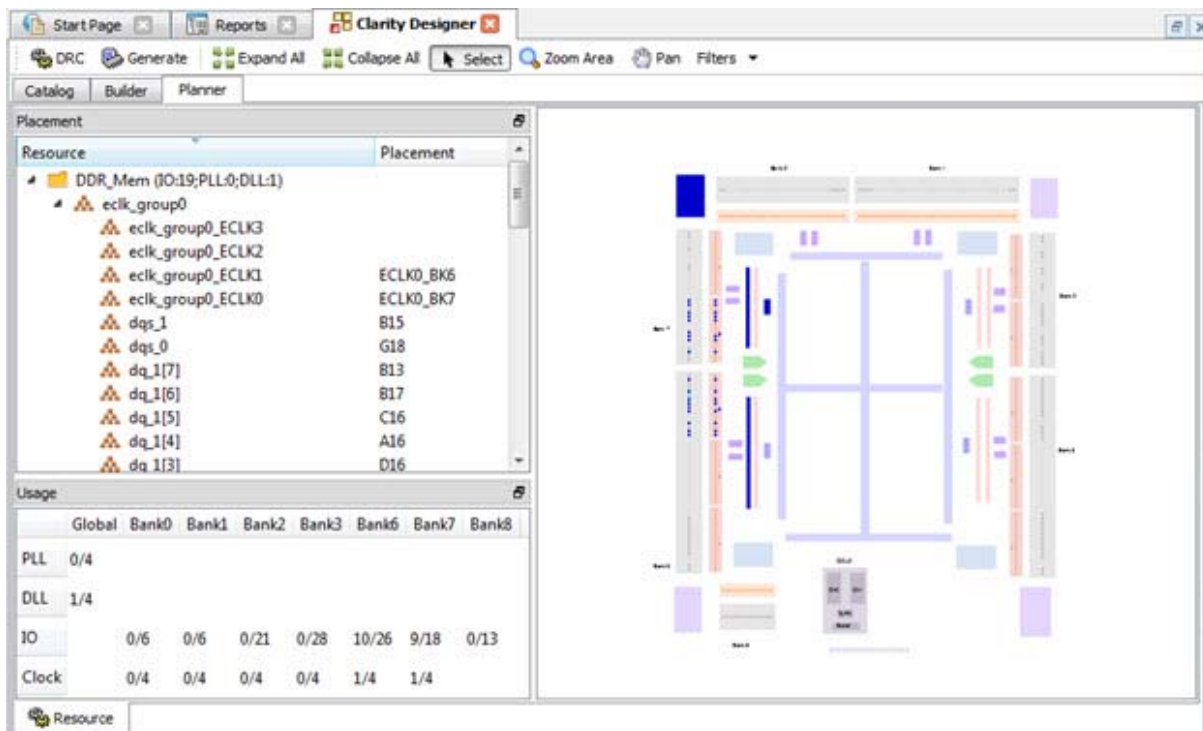 Start Page Reports Clarity Designer
DRC Generate Expand All Collapse All Select Zoom Area Pan Filters
Catalog Builder Planner
Placement
Resource Placement
DDR_Mem (IO:19;PLL:0;DLL:1)
eclk_group0
eclk_group0_ECLK3
eclk_group0_ECLK2
eclk_group0_ECLK1 ECLK0_BK6
eclk_group0_ECLK0 ECLK0_BK7
dqs_1 B15
dqs_0 G18
dq_1[7] B13
dq_1[6] B17
dq_1[5] C16
dq_1[4] A16
dq_1[3] D16
Usage
Global Bank0 Bank1 Bank2 Bank3 Bank6 Bank7 Bank8
PLL 0/4
DLL 1/4
IO 0/6 0/6 0/21 0/28 10/26 9/18 0/13
Clock 0/4 0/4 0/4 0/4 1/4 1/4
Resource